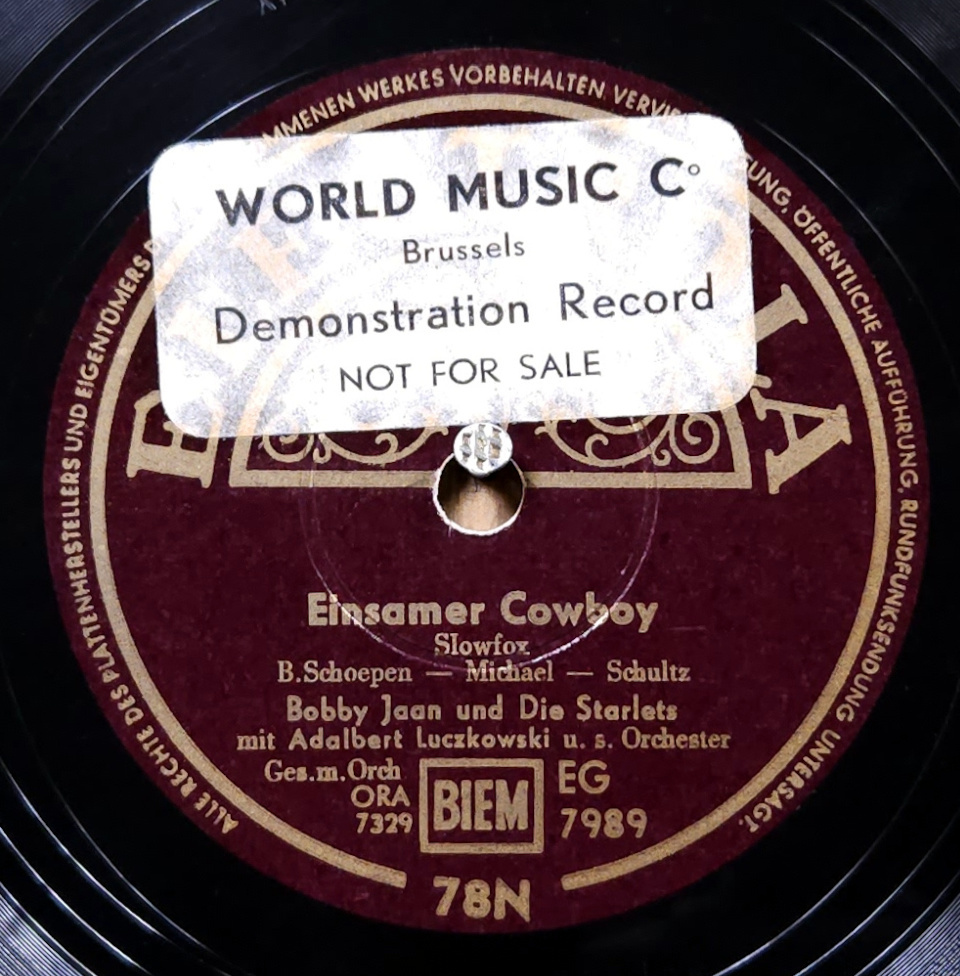 WORLD MUSIC C°
Brussels
Demonstration Record
NOT FOR SALE
ALLE RECHTE DES PLATTENHERSTELLERS UND EIGENTÜMERS
WERKES VORBEHALTEN.
ÖFFENTLICHE AUFFÜHRUNG, RUNDFUNKSENDUNG UNTERSAGT.
Einsamer Cowboy
Slowfox
B.Schoepen — Michael — Schultz
Bobby Jaan und Die Starlets
mit Adalbert Luczkowski u. s. Orchester
Ges.m.Orch
ORA
7329
BIEM
EG
7989
78N